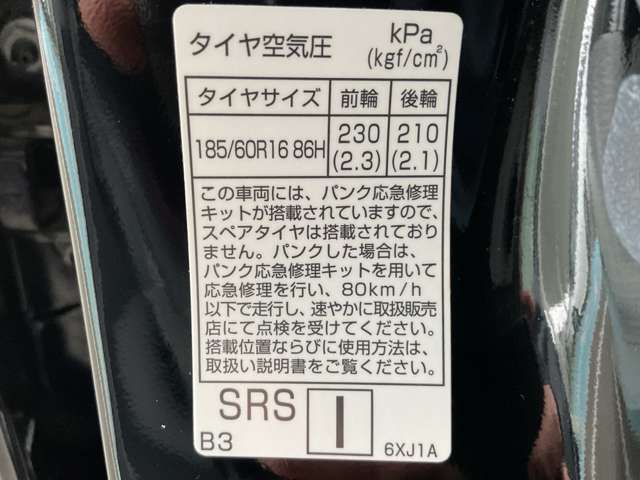 タイヤ空気圧 kPa
(kgf/cm²)
タイヤサイズ 前輪 後輪
185/60R16 86H 230 210
(2.3) (2.1)
この車両には、パンク応急修理
キットが搭載されていますので、
スペアタイヤは搭載されており
ません。パンクした場合は、
パンク応急修理キットを用いて
応急修理を行い、80km/h
以下で走行し、速やかに取扱販売
店にて点検を受けてください。
搭載位置ならびに使用方法は、
取扱い説明書をご覧ください。
SRS I
B3 6XJ1A